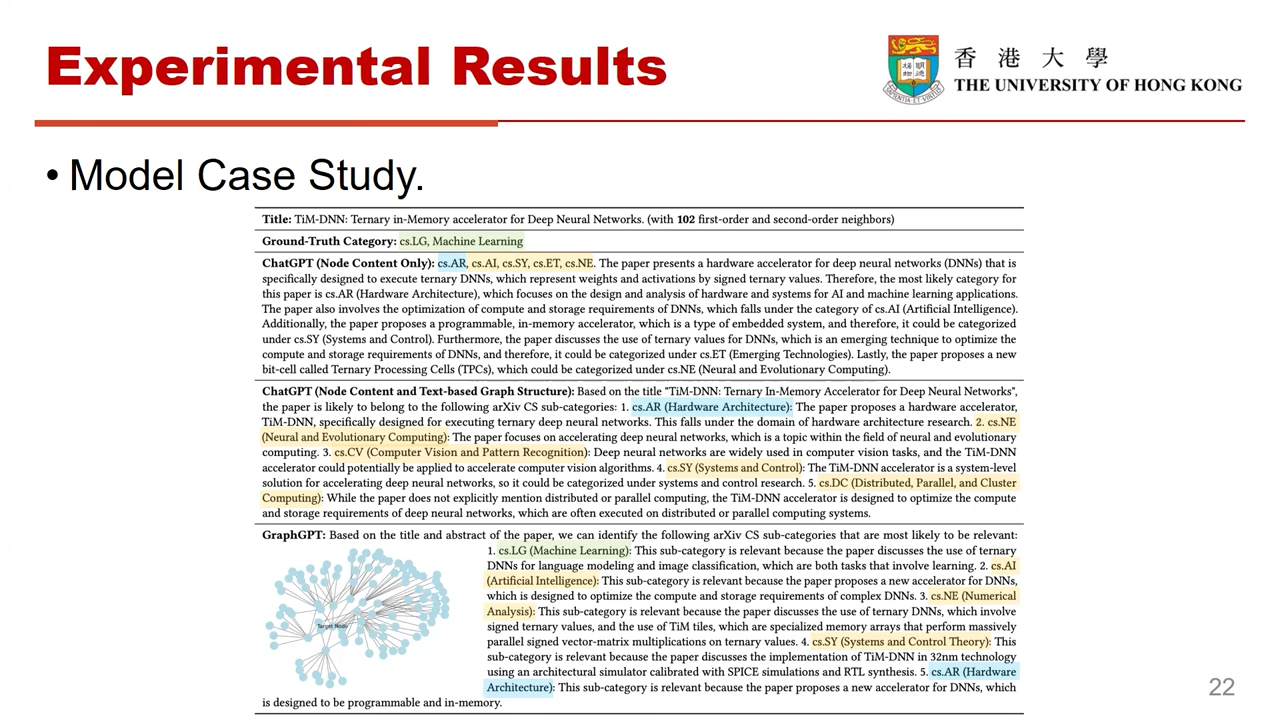 Experimental Results
香港大學
THE UNIVERSITY OF HONG KONG
• Model Case Study.
Title: TiM-DNN: Ternary in-Memory accelerator for Deep Neural Networks. (with 102 first-order and second-order neighbors)
Ground-Truth Category: cs.LG, Machine Learning
ChatGPT (Node Content Only): cs.AR, cs.AI, cs.SY, cs.ET, cs.NE. The paper presents a hardware accelerator for deep neural networks (DNNs) that is
specifically designed to execute ternary DNNs, which represent weights and activations by signed ternary values. Therefore, the most likely category for
this paper is cs.AR (Hardware Architecture), which focuses on the design and analysis of hardware and systems for AI and machine learning applications.
The paper also involves the optimization of compute and storage requirements of DNNs, which falls under the category of cs.AI (Artificial Intelligence).
Additionally, the paper proposes a programmable, in-memory accelerator, which is a type of embedded system, and therefore, it could be categorized
under cs.SY (Systems and Control). Furthermore, the paper discusses the use of ternary values for DNNs, which is an emerging technique to optimize the
compute and storage requirements of DNNs, and therefore, it could be categorized under cs.ET (Emerging Technologies). Lastly, the paper proposes a new
bit-cell called Ternary Processing Cells (TPCs), which could be categorized under cs.NE (Neural and Evolutionary Computing).
ChatGPT (Node Content and Text-based Graph Structure): Based on the title "TiM-DNN: Ternary In-Memory Accelerator for Deep Neural Networks",
the paper is likely to belong to the following arXiv CS sub-categories: 1. cs.AR (Hardware Architecture): The paper proposes a hardware accelerator,
TiM-DNN, specifically designed for executing ternary deep neural networks. This falls under the domain of hardware architecture research. 2. cs.NE
(Neural and Evolutionary Computing): The paper focuses on accelerating deep neural networks, which is a topic within the field of neural and evolutionary
computing. 3. cs.CV (Computer Vision and Pattern Recognition): Deep neural networks are widely used in computer vision tasks, and the TiM-DNN
accelerator could potentially be applied to accelerate computer vision algorithms. 4. cs.SY (Systems and Control): The TiM-DNN accelerator is a system-level
solution for accelerating deep neural networks, so it could be categorized under systems and control research. 5. cs.DC (Distributed, Parallel, and Cluster
Computing): While the paper does not explicitly mention distributed or parallel computing, the TiM-DNN accelerator is designed to optimize the compute
and storage requirements of deep neural networks, which are often executed on distributed or parallel computing systems.
GraphGPT: Based on the title and abstract of the paper, we can identify the following arXiv CS sub-categories that are most likely to be relevant:
1. cs.LG (Machine Learning): This sub-category is relevant because the paper discusses the use of ternary
DNNs for language modeling and image classification, which are both tasks that involve learning. 2. cs.AI
(Artificial Intelligence): This sub-category is relevant because the paper proposes a new accelerator for DNNs,
which is designed to optimize the compute and storage requirements of complex DNNs. 3. cs.NE (Numerical
Analysis): This sub-category is relevant because the paper discusses the use of ternary DNNs, which involve
signed ternary values, and the use of TiM tiles, which are specialized memory arrays that perform massively
parallel signed vector-matrix multiplications on ternary values. 4. cs.SY (Systems and Control Theory): This
sub-category is relevant because the paper discusses the implementation of TiM-DNN in 32nm technology
using an architectural simulator calibrated with SPICE simulations and RTL synthesis. 5. cs.AR (Hardware
Architecture): This sub-category is relevant because the paper proposes a new accelerator for DNNs, which
is designed to be programmable and in-memory.
Target Node
22